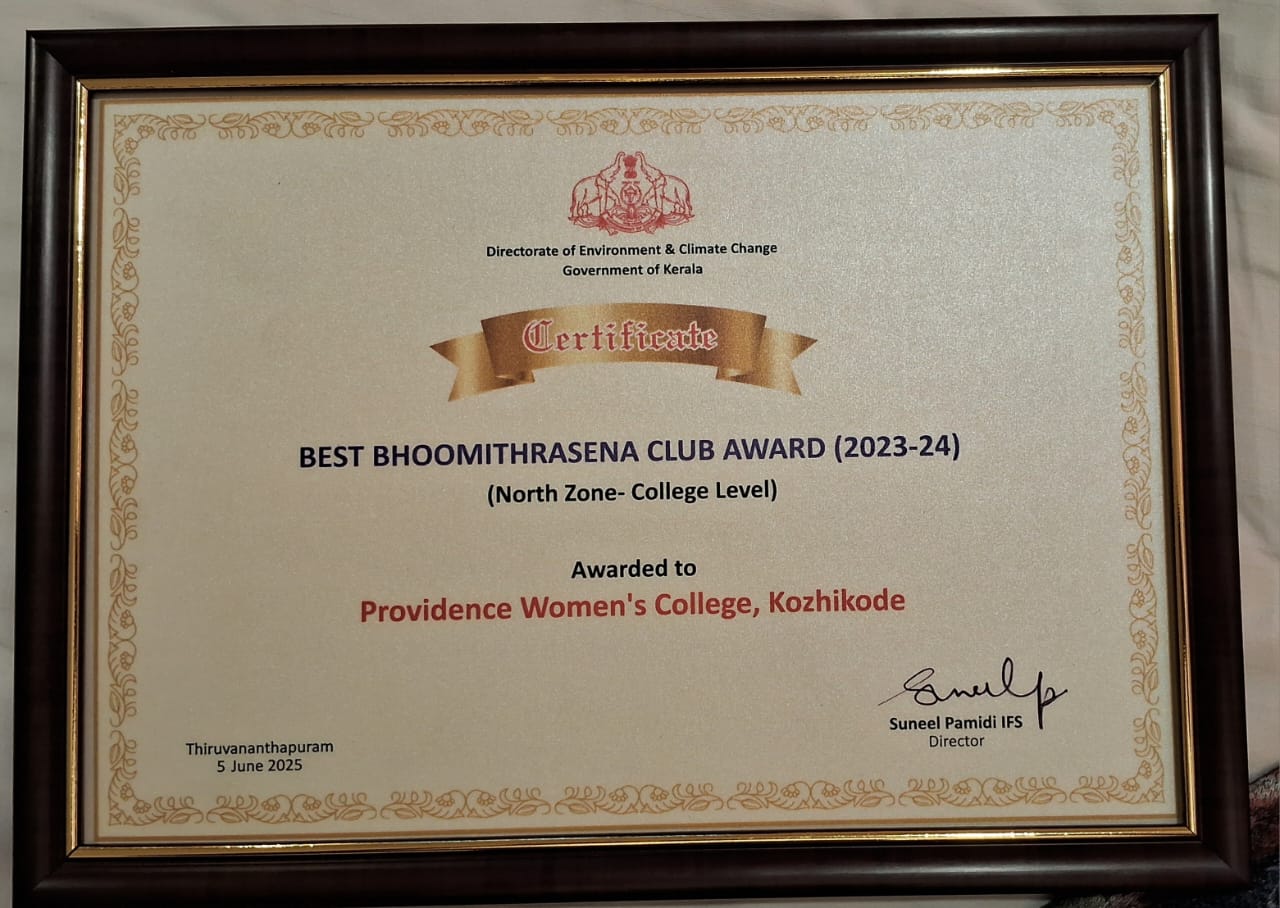 Directorate of Environment & Climate Change
Government of Kerala
Certificate
BEST BHOOMITHRASENA CLUB AWARD (2023-24)
(North Zone- College Level)
Awarded to
Providence Women's College, Kozhikode
Suneel P
Suneel Pamidi IFS
Director
Thiruvananthapuram
5 June 2025